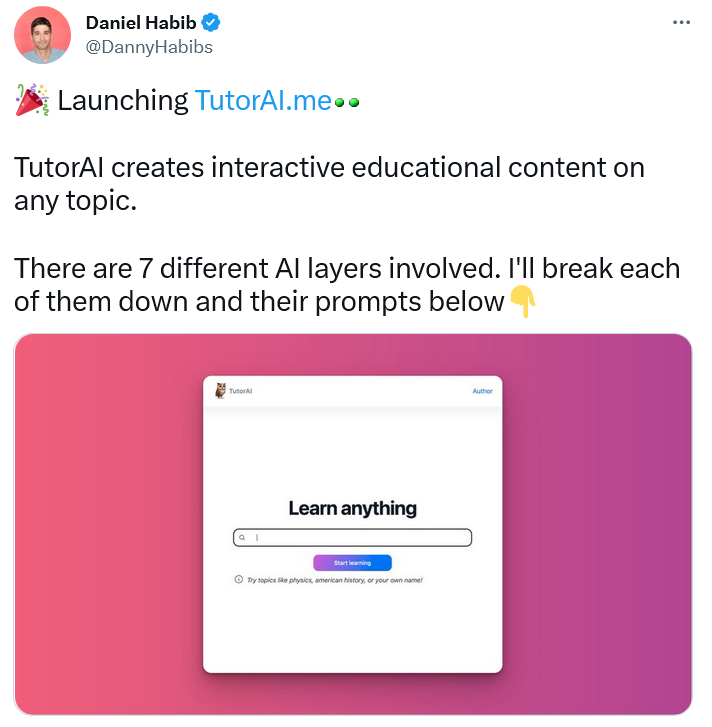 Daniel Habib
@DannyHabibs
🎉 Launching TutorAI.me
TutorAI creates interactive educational content on
any topic.
There are 7 different AI layers involved. I'll break each
of them down and their prompts below👇
TutorAI
Author
Learn anything
Start learning
Try topics like physics, american history, or your own name!